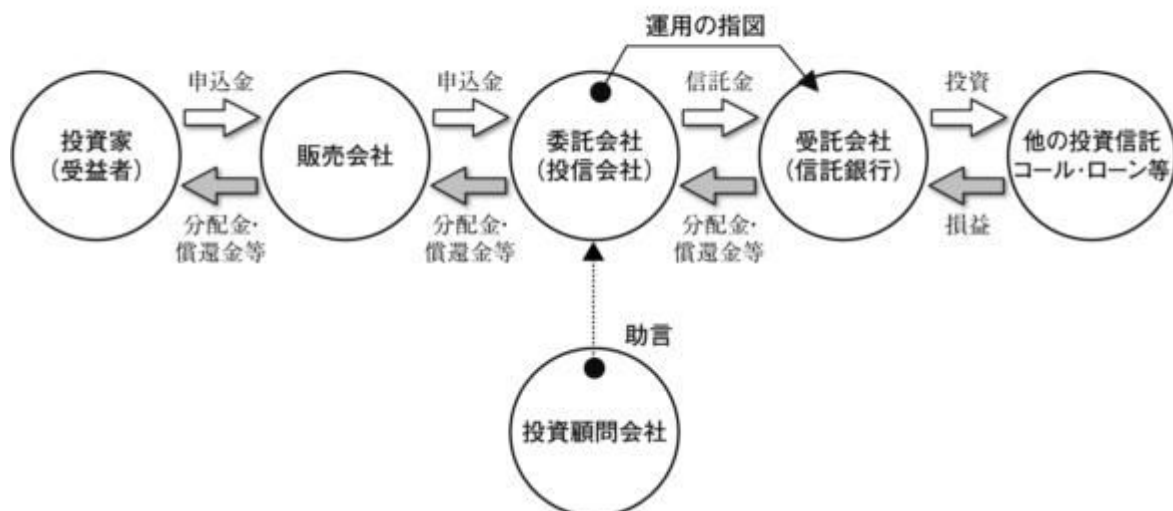 運用の指図
申込金
申込金
信託金
投資
投資家
(受益者)
販売会社
委託会社
(投信会社)
受託会社
(信託銀行)
他の投資信託
コール・ローン等
分配金・
償還金等
分配金・
償還金等
分配金・
償還金等
損益
助言
投資顧問会社